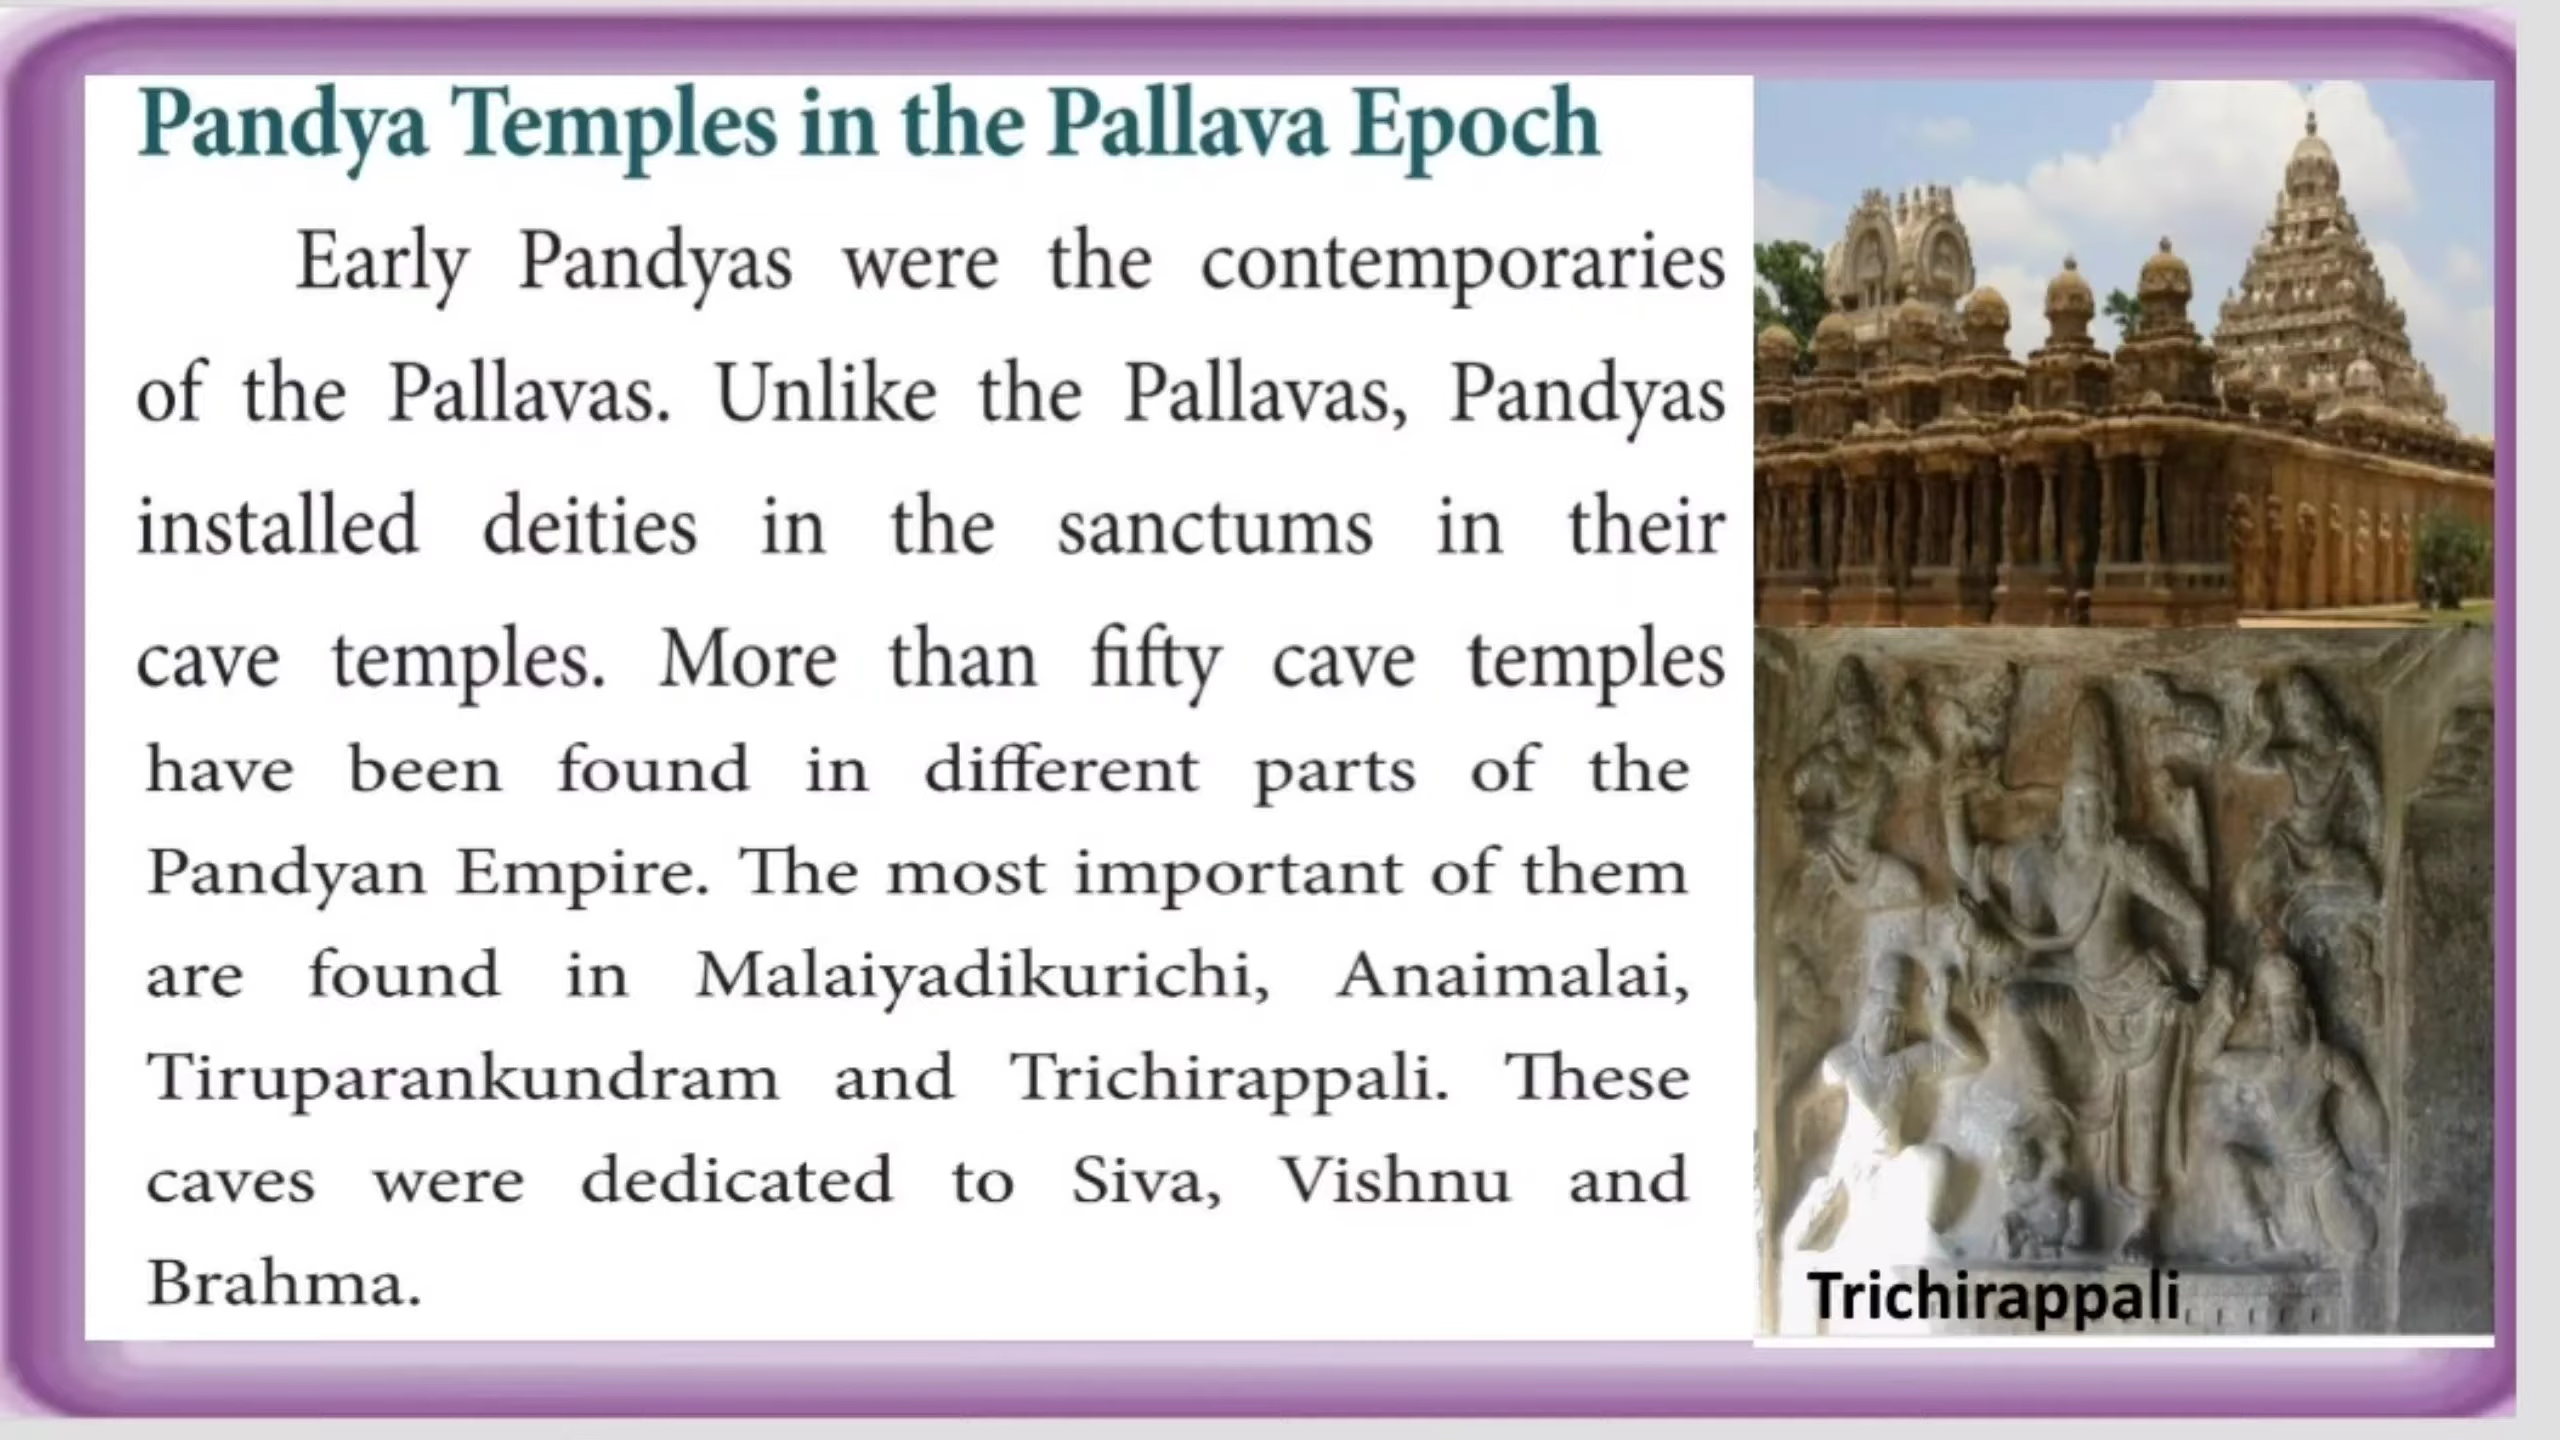 Pandya Temples in the Pallava Epoch
Early Pandyas were the contemporaries
of the Pallavas. Unlike the Pallavas, Pandyas
installed deities in the sanctums in their
cave temples. More than fifty cave temples
have been found in different parts of the
Pandyan Empire. The most important of them
are found in Malaiyadikurichi, Anaimalai,
Tiruparankundram and Trichirappali. These
caves were dedicated to Siva, Vishnu and
Brahma.
Trichirappali